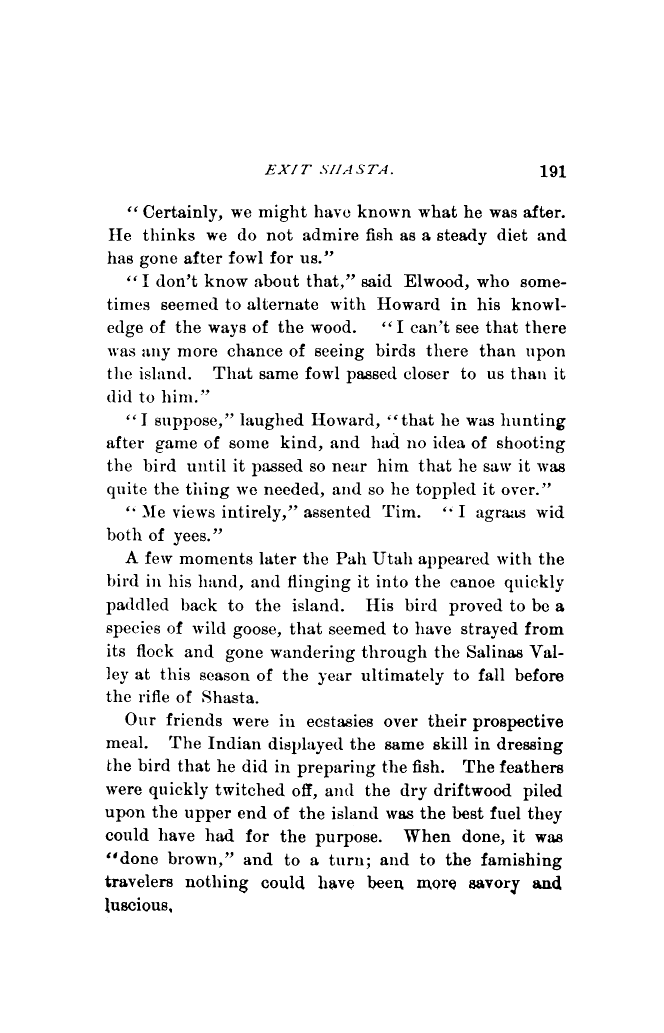 EXIT SHASTA. 191
“Certainly, we might have known what he was after.
He thinks we do not admire fish as a steady diet and
has gone after fowl for us.”
“I don't know about that,” said Elwood, who some-
times seemed to alternate with Howard in his knowl-
edge of the ways of the wood. “I can't see that there
was any more chance of seeing birds there than upon
the island. That same fowl passed closer to us than it
did to him.”
“I suppose,” laughed Howard, “that he was hunting
after game of some kind, and had no idea of shooting
the bird until it passed so near him that he saw it was
quite the thing we needed, and so he toppled it over.”
“Me views intirely,” assented Tim. “I agraas wid
both of yees.”
A few moments later the Pah Utah appeared with the
bird in his hand, and flinging it into the canoe quickly
paddled back to the island. His bird proved to be a
species of wild goose, that seemed to have strayed from
its flock and gone wandering through the Salinas Val-
ley at this season of the year ultimately to fall before
the rifle of Shasta.
Our friends were in ecstasies over their prospective
meal. The Indian displayed the same skill in dressing
the bird that he did in preparing the fish. The feathers
were quickly twitched off, and the dry driftwood piled
upon the upper end of the island was the best fuel they
could have had for the purpose. When done, it was
“done brown,” and to a turn; and to the famishing
travelers nothing could have been more savory and
luscious.